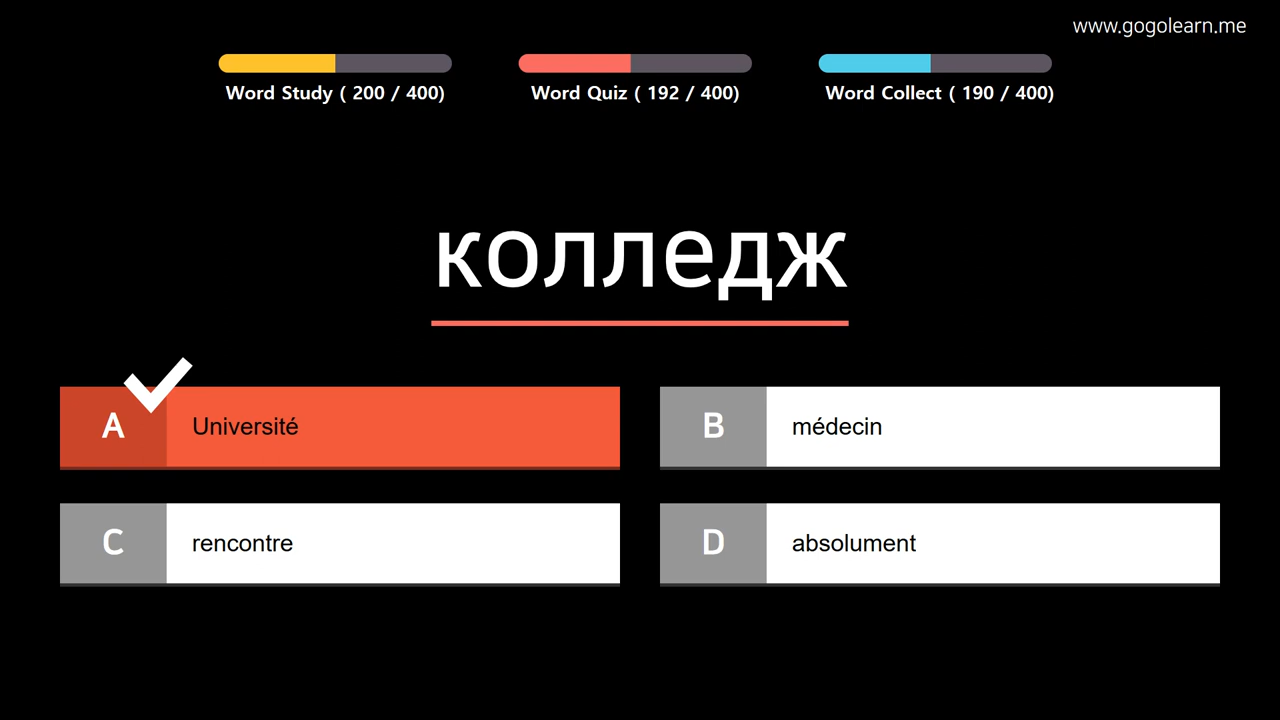 www.gogolearn.me
Word Study ( 200 / 400)
Word Quiz ( 192 / 400)
Word Collect ( 190 / 400)
колледж
A Université
B médecin
C rencontre
D absolument